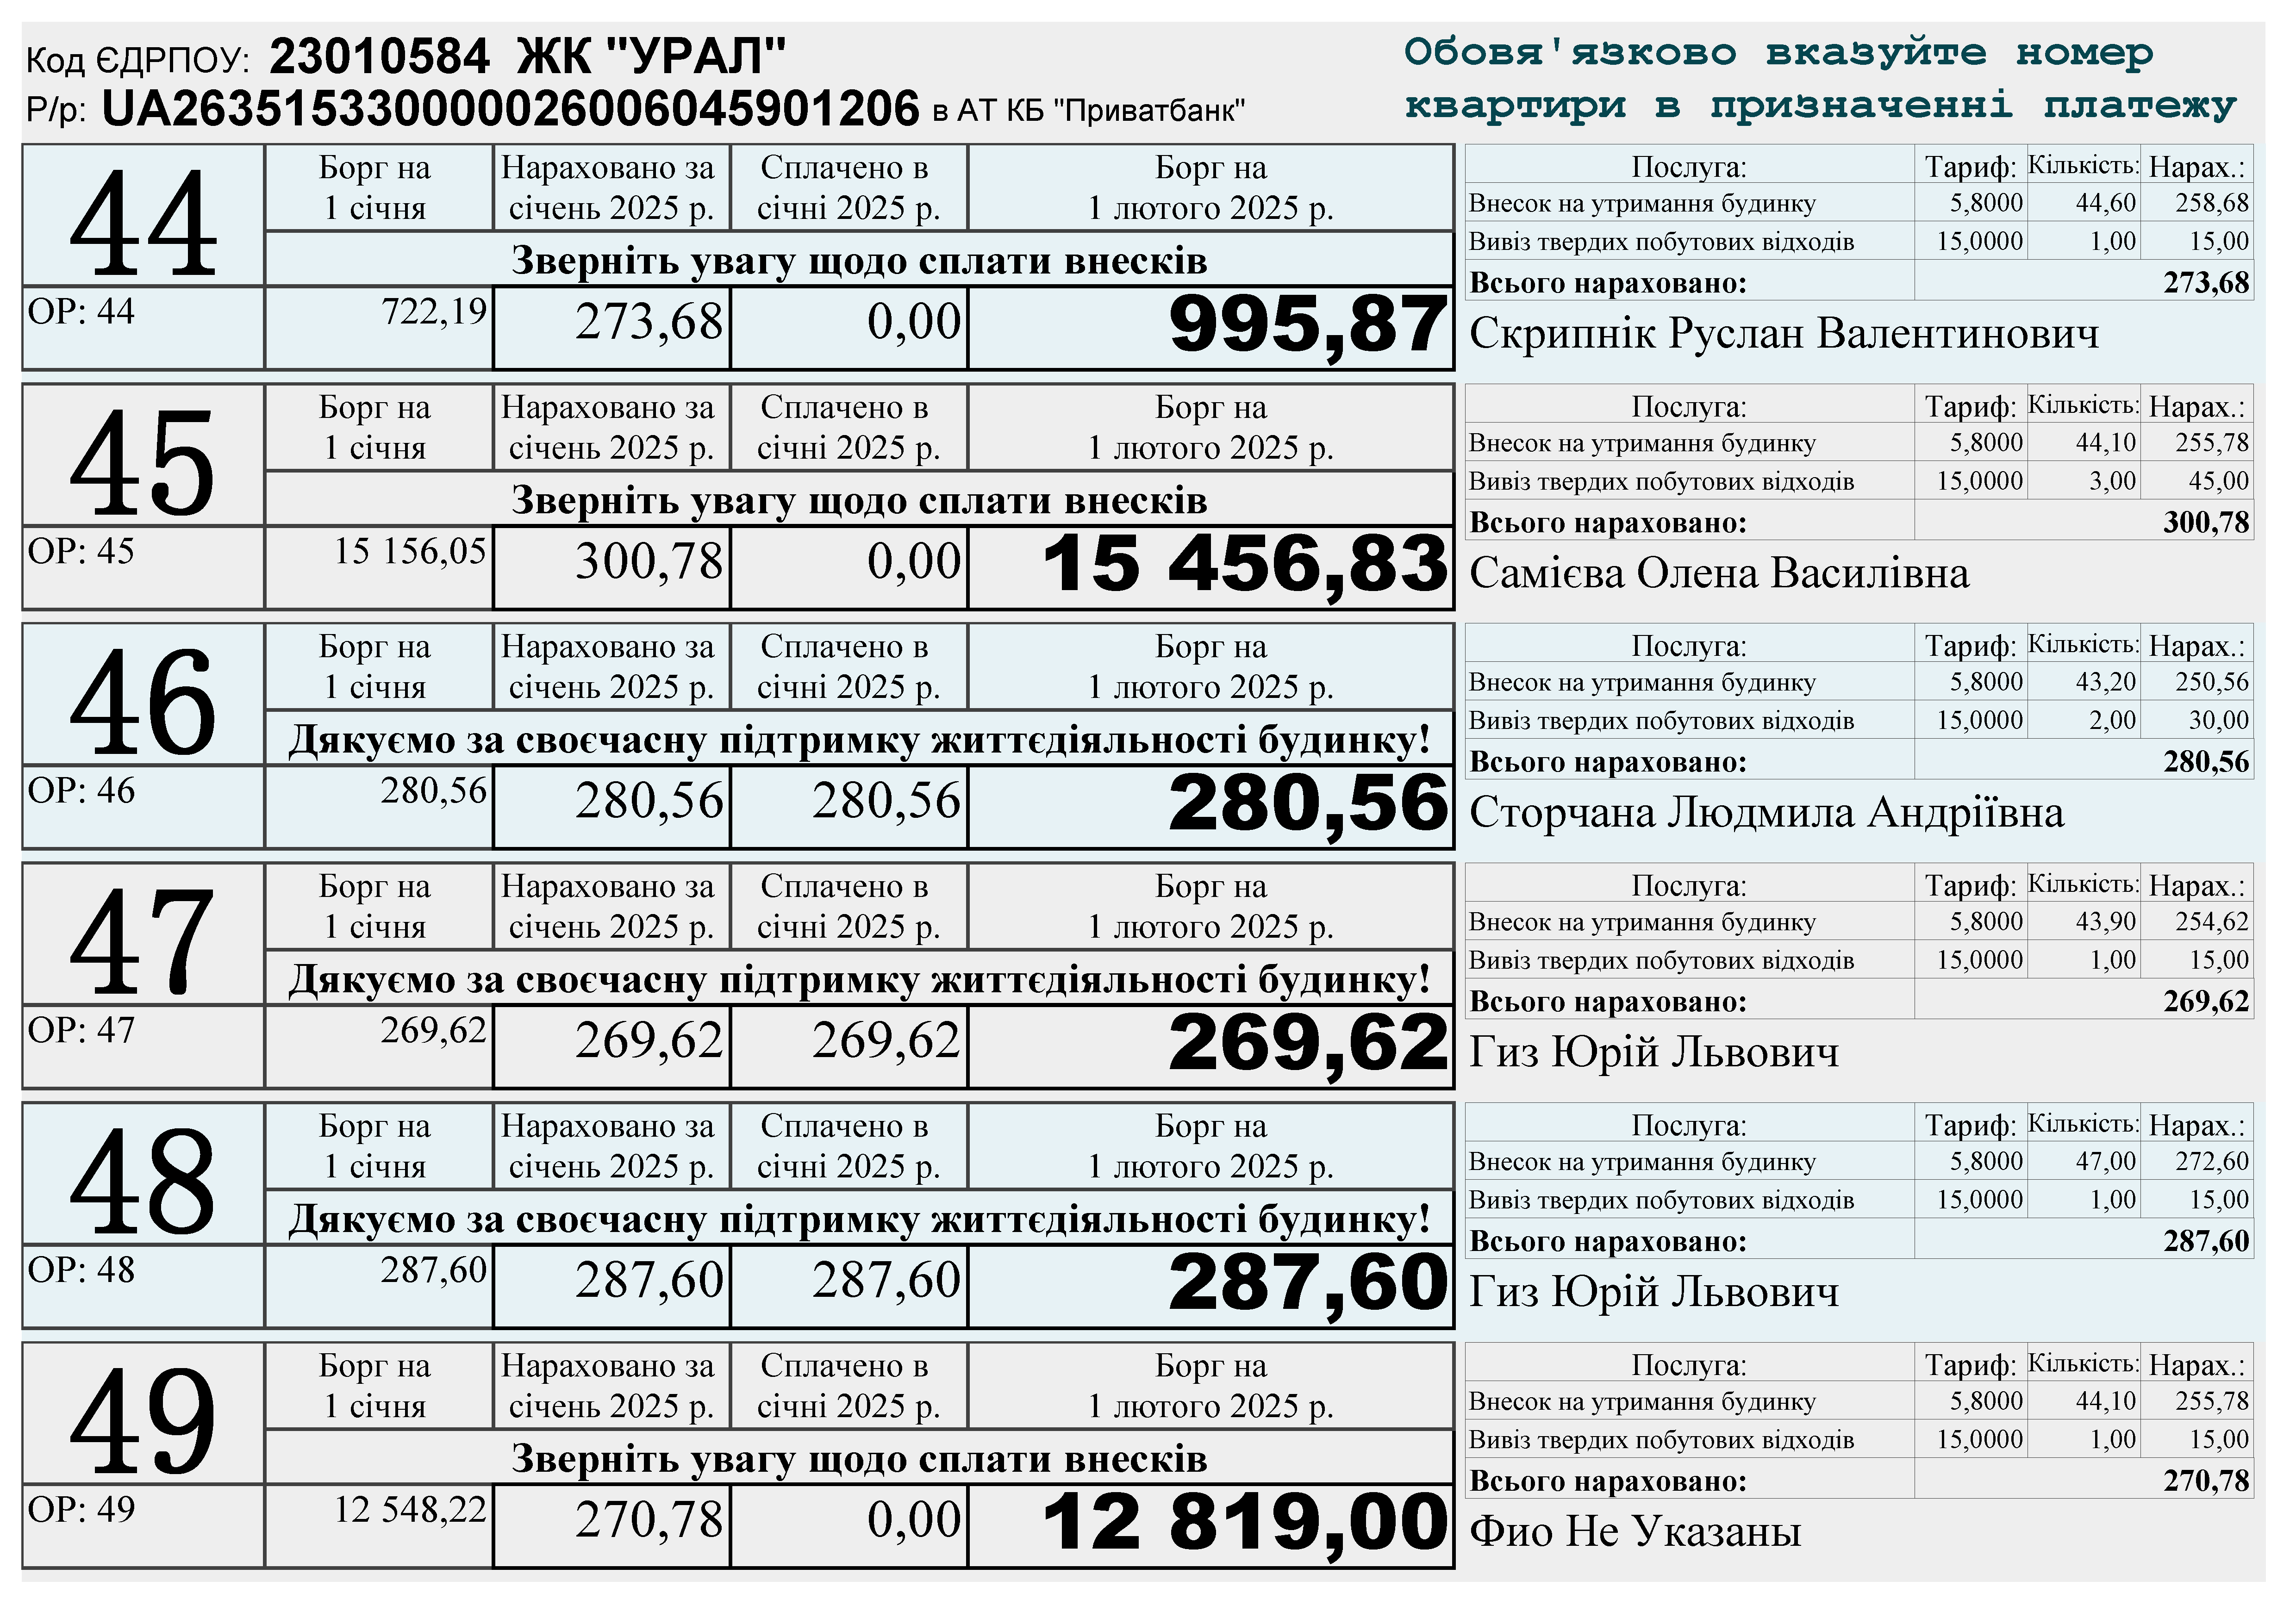 Код ЄДРПОУ: 23010584 ЖК "УРАЛ"
Р/р: UA263515330000026006045901206 в АТ КБ "Приватбанк"
Обовя'язково вказуйте номер
квартири в призначенні платежу
44
Борг на 1 січня
Нараховано за січень 2025 р.
Сплачено в січні 2025 р.
Борг на 1 лютого 2025 р.
Зверніть увагу щодо сплати внесків
ОР: 44 722,19 273,68 0,00 995,87
Послуга: Тариф: Кількість: Нарах.:
Внесок на утримання будинку 5,8000 44,60 258,68
Вивіз твердих побутових відходів 15,0000 1,00 15,00
Всього нараховано: 273,68
Скрипнік Руслан Валентинович
45
Борг на 1 січня
Нараховано за січень 2025 р.
Сплачено в січні 2025 р.
Борг на 1 лютого 2025 р.
Зверніть увагу щодо сплати внесків
ОР: 45 15 156,05 300,78 0,00 15 456,83
Послуга: Тариф: Кількість: Нарах.:
Внесок на утримання будинку 5,8000 44,10 255,78
Вивіз твердих побутових відходів 15,0000 3,00 45,00
Всього нараховано: 300,78
Самієва Олена Василівна
46
Борг на 1 січня
Нараховано за січень 2025 р.
Сплачено в січні 2025 р.
Борг на 1 лютого 2025 р.
Дякуємо за своєчасну підтримку життєдіяльності будинку!
ОР: 46 280,56 280,56 280,56 280,56
Послуга: Тариф: Кількість: Нарах.:
Внесок на утримання будинку 5,8000 43,20 250,56
Вивіз твердих побутових відходів 15,0000 2,00 30,00
Всього нараховано: 280,56
Сторчана Людмила Андріївна
47
Борг на 1 січня
Нараховано за січень 2025 р.
Сплачено в січні 2025 р.
Борг на 1 лютого 2025 р.
Дякуємо за своєчасну підтримку життєдіяльності будинку!
ОР: 47 269,62 269,62 269,62 269,62
Послуга: Тариф: Кількість: Нарах.:
Внесок на утримання будинку 5,8000 43,90 254,62
Вивіз твердих побутових відходів 15,0000 1,00 15,00
Всього нараховано: 269,62
Гиз Юрій Львович
48
Борг на 1 січня
Нараховано за січень 2025 р.
Сплачено в січні 2025 р.
Борг на 1 лютого 2025 р.
Дякуємо за своєчасну підтримку життєдіяльності будинку!
ОР: 48 287,60 287,60 287,60 287,60
Послуга: Тариф: Кількість: Нарах.:
Внесок на утримання будинку 5,8000 47,00 272,60
Вивіз твердих побутових відходів 15,0000 1,00 15,00
Всього нараховано: 287,60
Гиз Юрій Львович
49
Борг на 1 січня
Нараховано за січень 2025 р.
Сплачено в січні 2025 р.
Борг на 1 лютого 2025 р.
Зверніть увагу щодо сплати внесків
ОР: 49 12 548,22 270,78 0,00 12 819,00
Послуга: Тариф: Кількість: Нарах.:
Внесок на утримання будинку 5,8000 44,10 255,78
Вивіз твердих побутових відходів 15,0000 1,00 15,00
Всього нараховано: 270,78
Фио Не Указаны